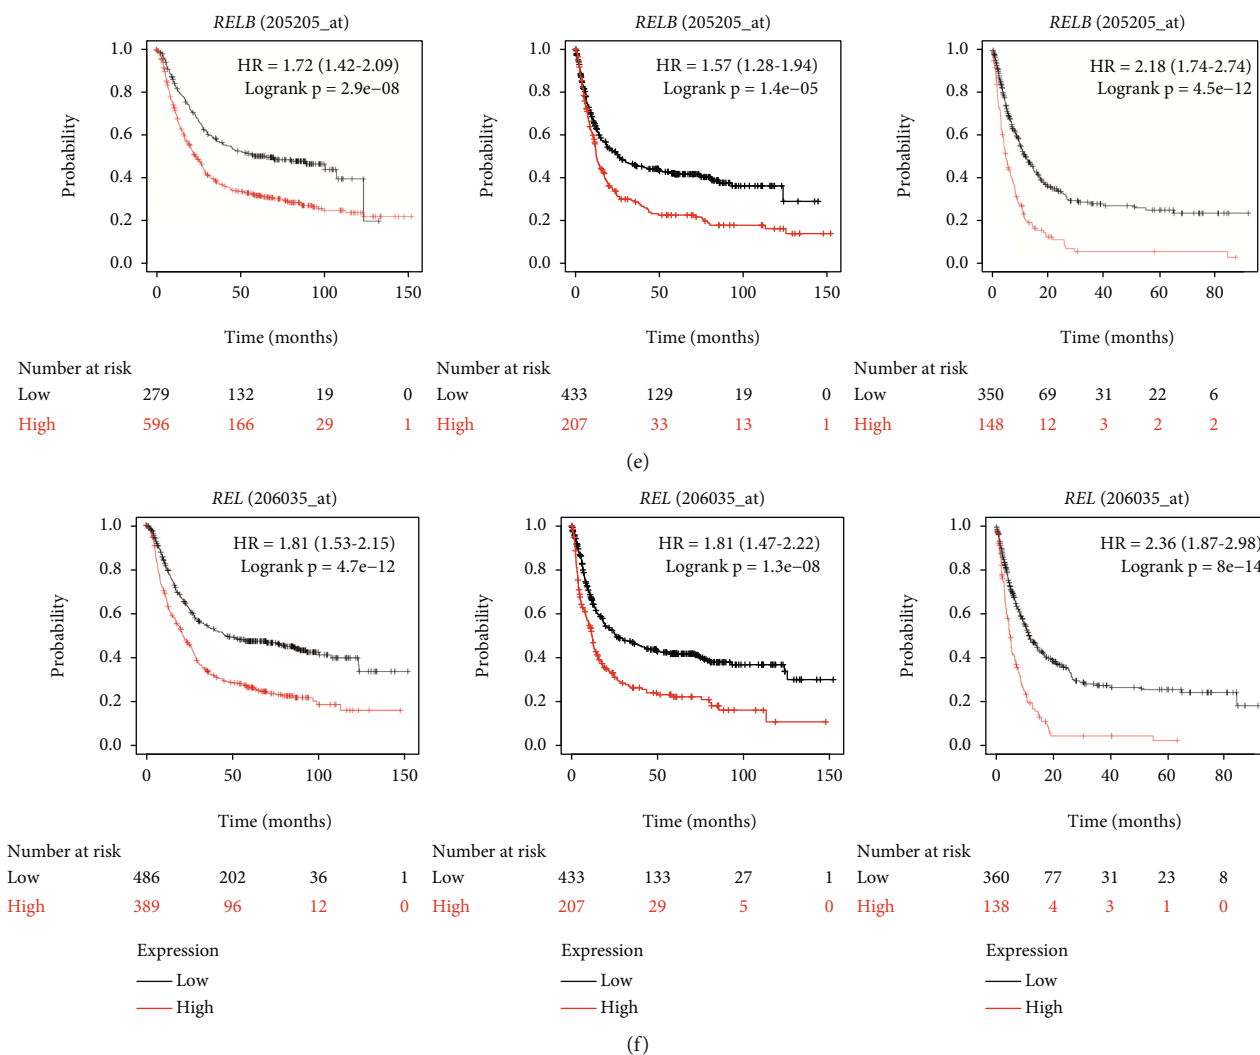 RELB (205205_at) RELB (205205_at) RELB (205205_at)
HR = 1.72 (1.42-2.09) HR = 1.57 (1.28-1.94) HR = 2.18 (1.74-2.74)
Logrank p = 2.9e−08 Logrank p = 1.4e−05 Logrank p = 4.5e−12
Probability Probability Probability
1.0 1.0 1.0
0.8 0.8 0.8
0.6 0.6 0.6
0.4 0.4 0.4
0.2 0.2 0.2
0.0 0.0 0.0
0 50 100 150 0 50 100 150 0 20 40 60 80
Time (months) Time (months) Time (months)
Number at risk Number at risk Number at risk
Low 279 132 19 0 Low 433 129 19 0 Low 350 69 31 22 6
High 596 166 29 1 High 207 33 13 1 High 148 12 3 2 2
(e)
REL (206035_at) REL (206035_at) REL (206035_at)
HR = 1.81 (1.53-2.15) HR = 1.81 (1.47-2.22) HR = 2.36 (1.87-2.98)
Logrank p = 4.7e−12 Logrank p = 1.3e−08 Logrank p = 8e−14
Probability Probability Probability
1.0 1.0 1.0
0.8 0.8 0.8
0.6 0.6 0.6
0.4 0.4 0.4
0.2 0.2 0.2
0.0 0.0 0.0
0 50 100 150 0 50 100 150 0 20 40 60 80
Time (months) Time (months) Time (months)
Number at risk Number at risk Number at risk
Low 486 202 36 1 Low 433 133 27 1 Low 360 77 31 23 8
High 389 96 12 0 High 207 29 5 0 High 138 4 3 1 0
Expression Expression Expression
Low Low Low
High High High
(f)